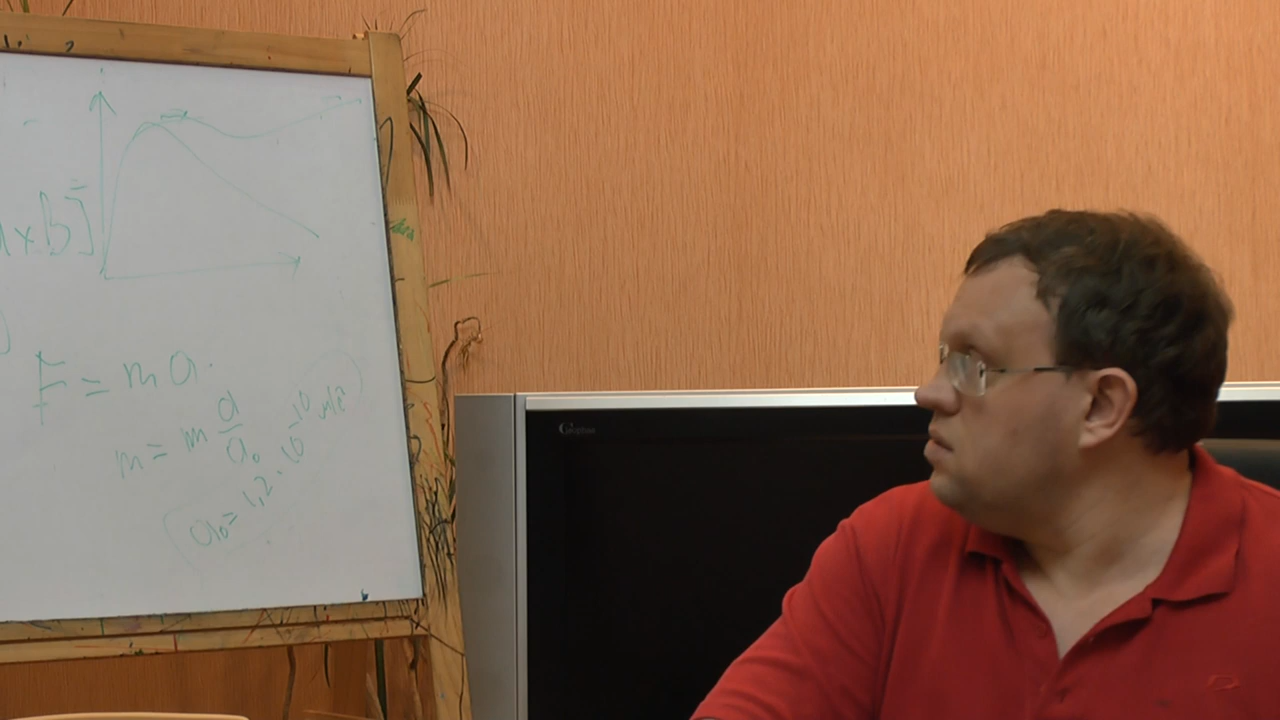 a×b]
F = ma
m = m a/a₀
a₀ = 1,2 · 10⁻¹⁰ м/с²